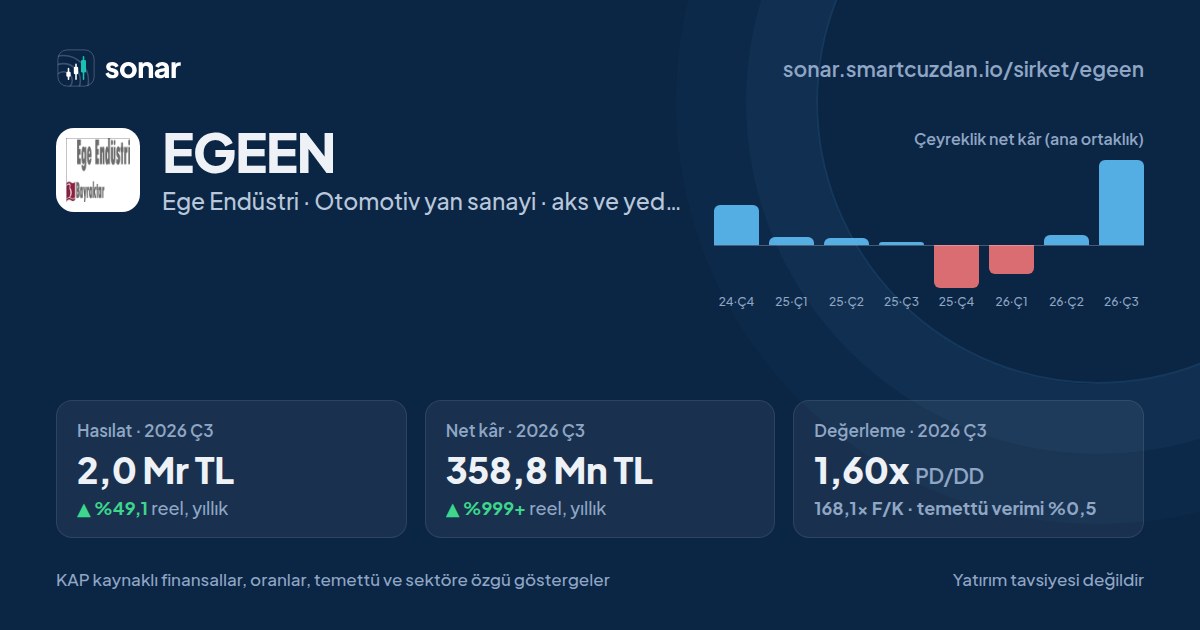 sonar
sonar.smartcuzdan.io/sirket/egeen
Ege Endüstri
Bayraktar
EGEEN
Ege Endüstri · Otomotiv yan sanayi · aks ve yed...
Çeyreklik net kâr (ana ortaklık)
24·Ç4 25·Ç1 25·Ç2 25·Ç3 25·Ç4 26·Ç1 26·Ç2 26·Ç3
Hasılat · 2026 Ç3
2,0 Mr TL
▲ %49,1 reel, yıllık
Net kâr · 2026 Ç3
358,8 Mn TL
▲ %999+ reel, yıllık
Değerleme · 2026 Ç3
1,60x PD/DD
168,1× F/K · temettü verimi %0,5
KAP kaynaklı finansallar, oranlar, temettü ve sektöre özgü göstergeler
Yatırım tavsiyesi değildir